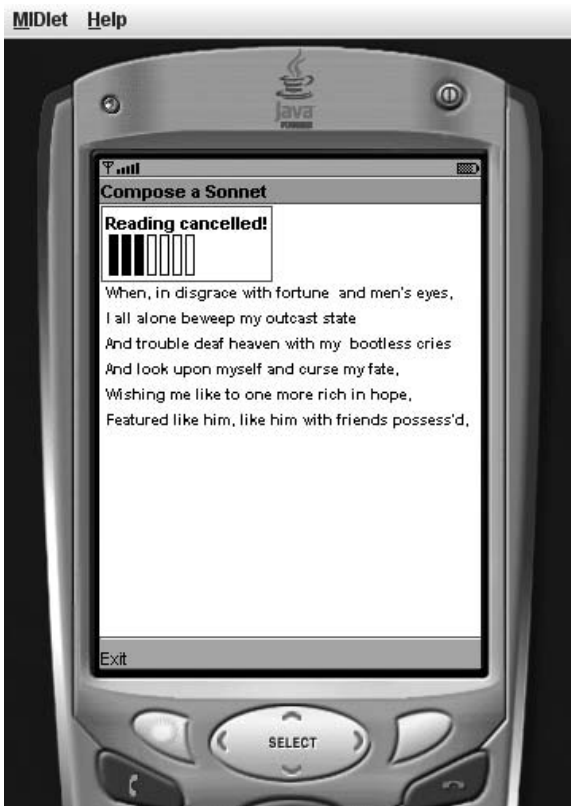 MIDlet Help
Java
POWERED
Compose a Sonnet
Reading cancelled!
When, in disgrace with fortune  and men's eyes,
I all alone beweep my outcast state
And trouble deaf heaven with my  bootless cries
And look upon myself and curse my fate,
Wishing me like to one more rich in hope,
Featured like him, like him with friends possess'd,
Exit
SELECT